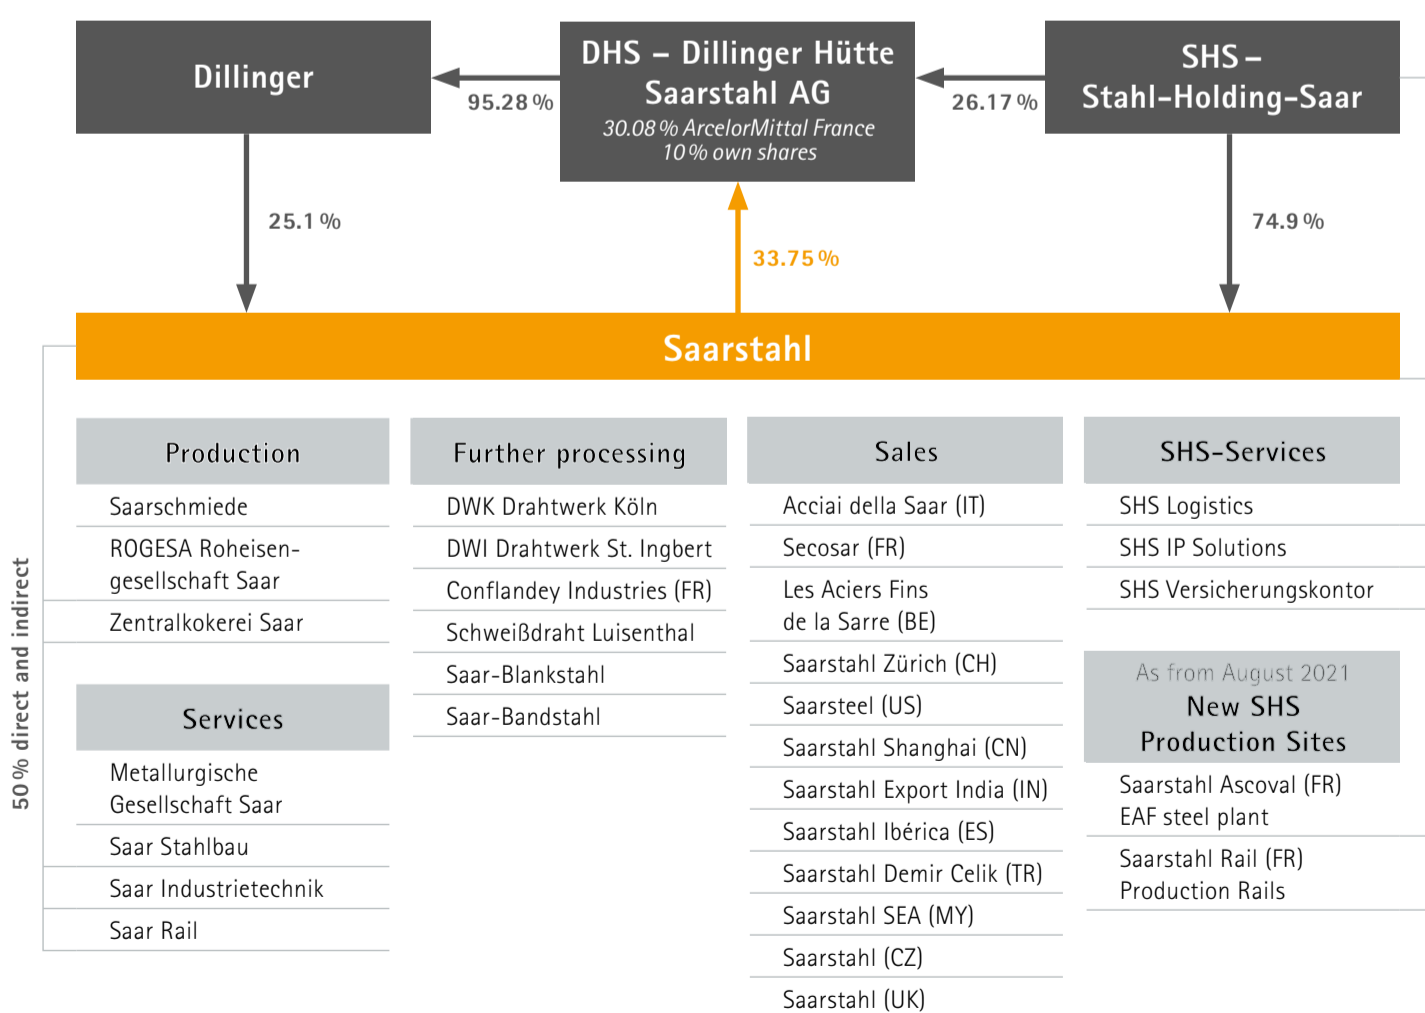 Dillinger
95.28 %
DHS – Dillinger Hütte
Saarstahl AG
30.08 % ArcelorMittal France
10 % own shares
26.17 %
SHS –
Stahl-Holding-Saar
25.1 %
33.75 %
74.9 %
Saarstahl
50 % direct and indirect
Production
Saarschmiede
ROGESA Roheisen-
gesellschaft Saar
Zentralkokerei Saar
Services
Metallurgische
Gesellschaft Saar
Saar Stahlbau
Saar Industrietechnik
Saar Rail
Further processing
DWK Drahtwerk Köln
DWI Drahtwerk St. Ingbert
Conflandey Industries (FR)
Schweißdraht Luisenthal
Saar-Blankstahl
Saar-Bandstahl
Sales
Acciai della Saar (IT)
Secosar (FR)
Les Aciers Fins
de la Sarre (BE)
Saarstahl Zürich (CH)
Saarsteel (US)
Saarstahl Shanghai (CN)
Saarstahl Export India (IN)
Saarstahl Ibérica (ES)
Saarstahl Demir Celik (TR)
Saarstahl SEA (MY)
Saarstahl (CZ)
Saarstahl (UK)
SHS-Services
SHS Logistics
SHS IP Solutions
SHS Versicherungskontor
As from August 2021
New SHS
Production Sites
Saarstahl Ascoval (FR)
EAF steel plant
Saarstahl Rail (FR)
Production Rails